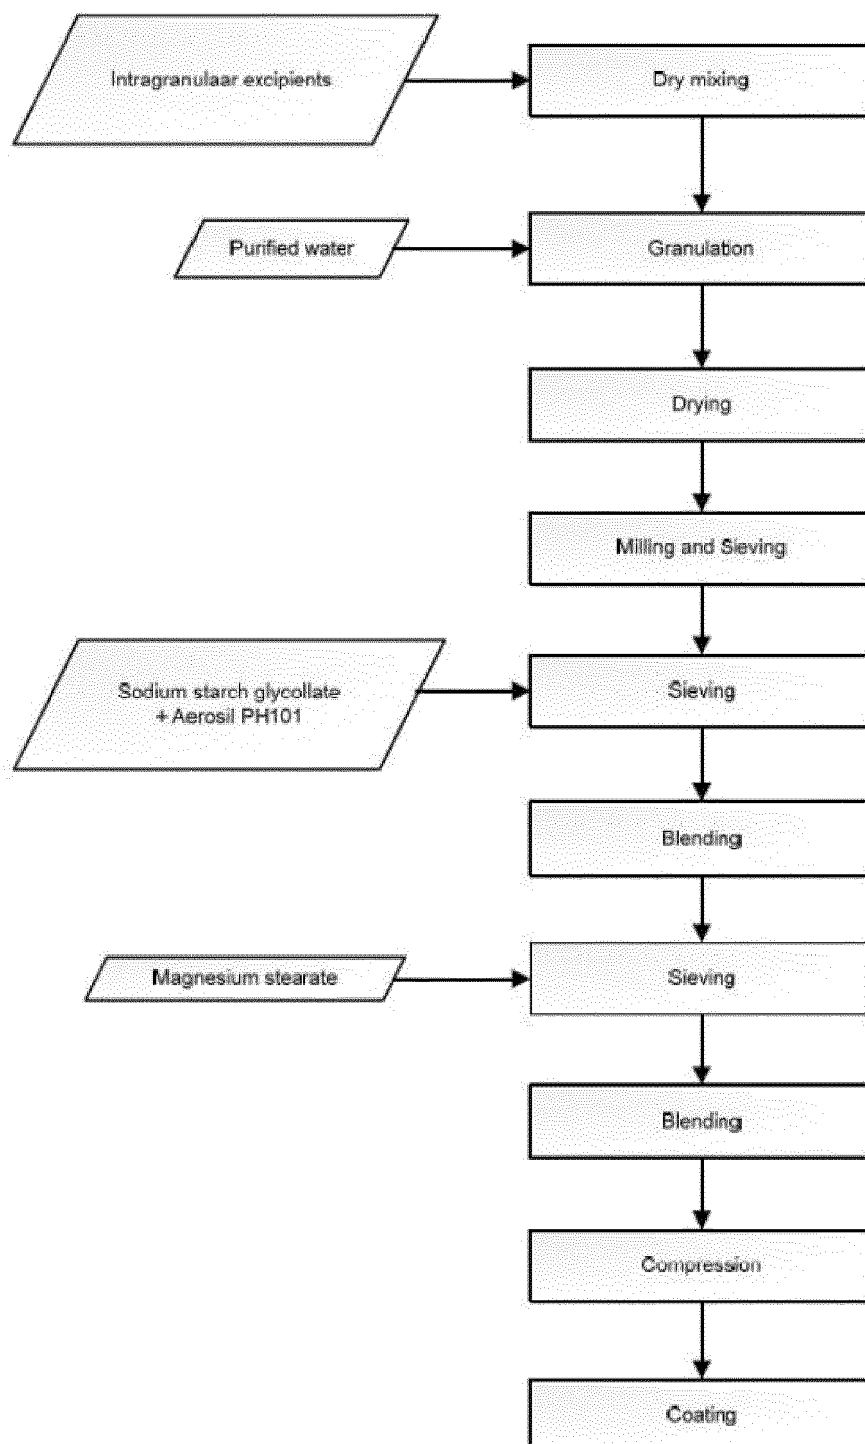 Intragranulaar excipients
Dry mixing
Purified water
Granulation
Drying
Milling and Sieving
Sodium starch glycollate
+ Aerosil PH101
Sieving
Blending
Magnesium stearate
Sieving
Blending
Compression
Coating